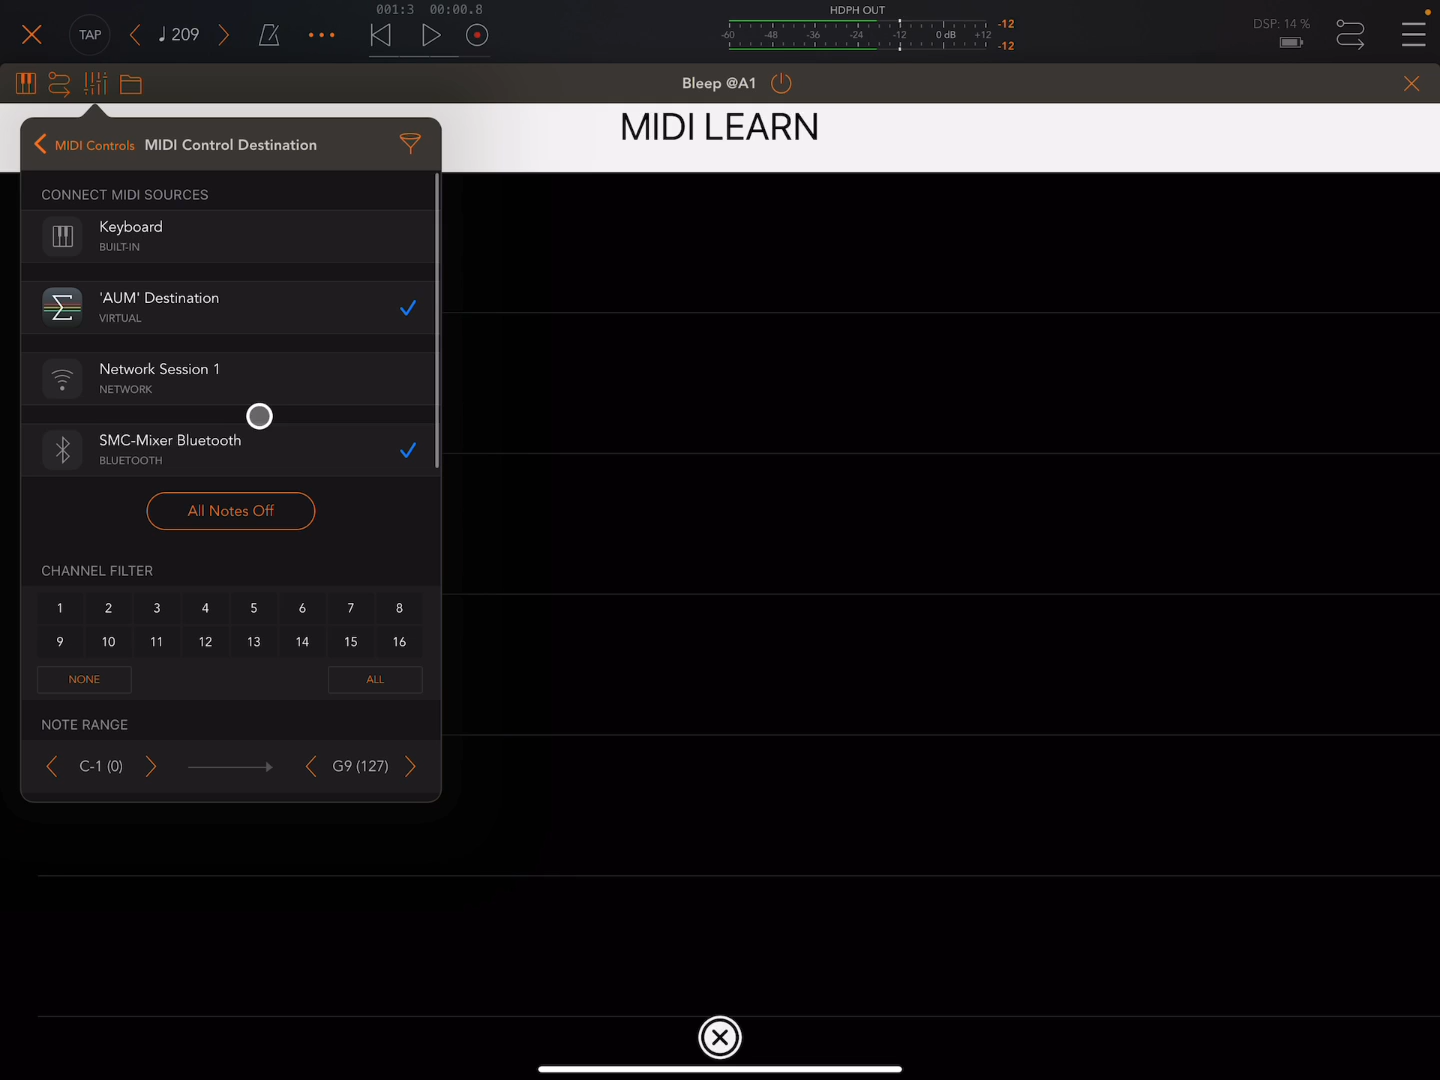 001:3 00:00.8
HDPH OUT
TAP
♩ 209
-60 -48 -36 -24 -12 0 dB +12
-12
-12
DSP: 14 %
Bleep @A1
MIDI LEARN
MIDI Controls MIDI Control Destination
CONNECT MIDI SOURCES
Keyboard
BUILT-IN
'AUM' Destination
VIRTUAL
Network Session 1
NETWORK
SMC-Mixer Bluetooth
BLUETOOTH
All Notes Off
CHANNEL FILTER
1 2 3 4 5 6 7 8
9 10 11 12 13 14 15 16
NONE ALL
NOTE RANGE
C-1 (0) G9 (127)